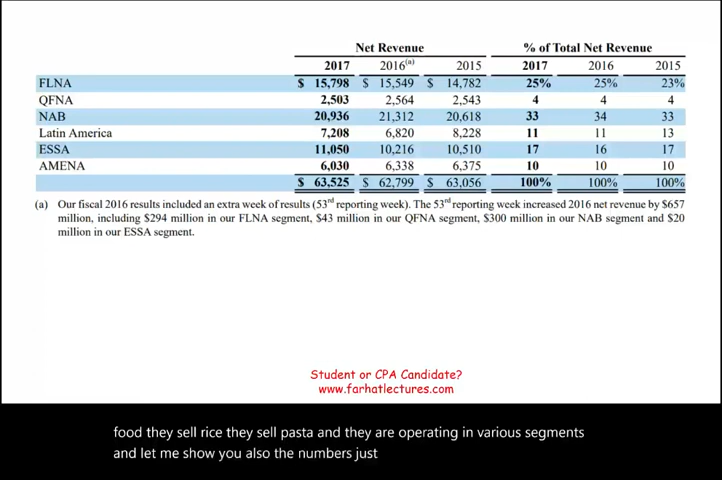 Net Revenue % of Total Net Revenue
2017 2016(a) 2015 2017 2016 2015
FLNA $ 15,798 $ 15,549 $ 14,782 25% 25% 23%
QFNA 2,503 2,564 2,543 4 4 4
NAB 20,936 21,312 20,618 33 34 33
Latin America 7,208 6,820 8,228 11 11 13
ESSA 11,050 10,216 10,510 17 16 17
AMENA 6,030 6,338 6,375 10 10 10
$ 63,525 $ 62,799 $ 63,056 100% 100% 100%
(a) Our fiscal 2016 results included an extra week of results (53rd reporting week). The 53rd reporting week increased 2016 net revenue by $657
million, including $294 million in our FLNA segment, $43 million in our QFNA segment, $300 million in our NAB segment and $20
million in our ESSA segment.
Student or CPA Candidate?
www.farhatlectures.com
food they sell rice they sell pasta and they are operating in various segments
and let me show you also the numbers just